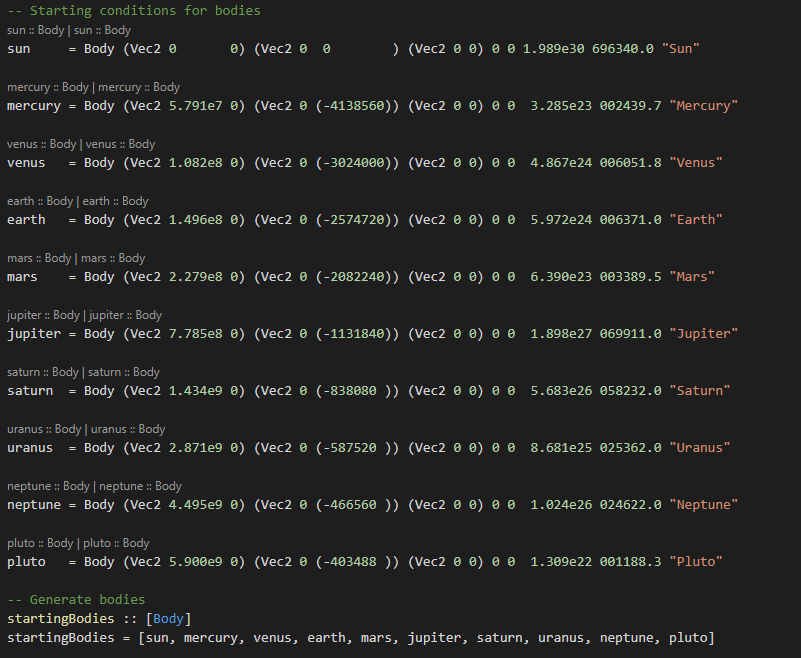 -- Starting conditions for bodies
sun :: Body | sun :: Body
sun     = Body (Vec2 0       0) (Vec2 0  0        ) (Vec2 0 0) 0 0 1.989e30 696340.0 "Sun"
mercury :: Body | mercury :: Body
mercury = Body (Vec2 5.791e7 0) (Vec2 0 (-4138560)) (Vec2 0 0) 0 0  3.285e23 002439.7 "Mercury"
venus :: Body | venus :: Body
venus   = Body (Vec2 1.082e8 0) (Vec2 0 (-3024000)) (Vec2 0 0) 0 0  4.867e24 006051.8 "Venus"
earth :: Body | earth :: Body
earth   = Body (Vec2 1.496e8 0) (Vec2 0 (-2574720)) (Vec2 0 0) 0 0  5.972e24 006371.0 "Earth"
mars :: Body | mars :: Body
mars    = Body (Vec2 2.279e8 0) (Vec2 0 (-2082240)) (Vec2 0 0) 0 0  6.390e23 003389.5 "Mars"
jupiter :: Body | jupiter :: Body
jupiter = Body (Vec2 7.785e8 0) (Vec2 0 (-1131840)) (Vec2 0 0) 0 0  1.898e27 069911.0 "Jupiter"
saturn :: Body | saturn :: Body
saturn  = Body (Vec2 1.434e9 0) (Vec2 0 (-838080 )) (Vec2 0 0) 0 0  5.683e26 058232.0 "Saturn"
uranus :: Body | uranus :: Body
uranus  = Body (Vec2 2.871e9 0) (Vec2 0 (-587520 )) (Vec2 0 0) 0 0  8.681e25 025362.0 "Uranus"
neptune :: Body | neptune :: Body
neptune = Body (Vec2 4.495e9 0) (Vec2 0 (-466560 )) (Vec2 0 0) 0 0  1.024e26 024622.0 "Neptune"
pluto :: Body | pluto :: Body
pluto   = Body (Vec2 5.900e9 0) (Vec2 0 (-403488 )) (Vec2 0 0) 0 0  1.309e22 001188.3 "Pluto"
-- Generate bodies
startingBodies :: [Body]
startingBodies = [sun, mercury, venus, earth, mars, jupiter, saturn, uranus, neptune, pluto]